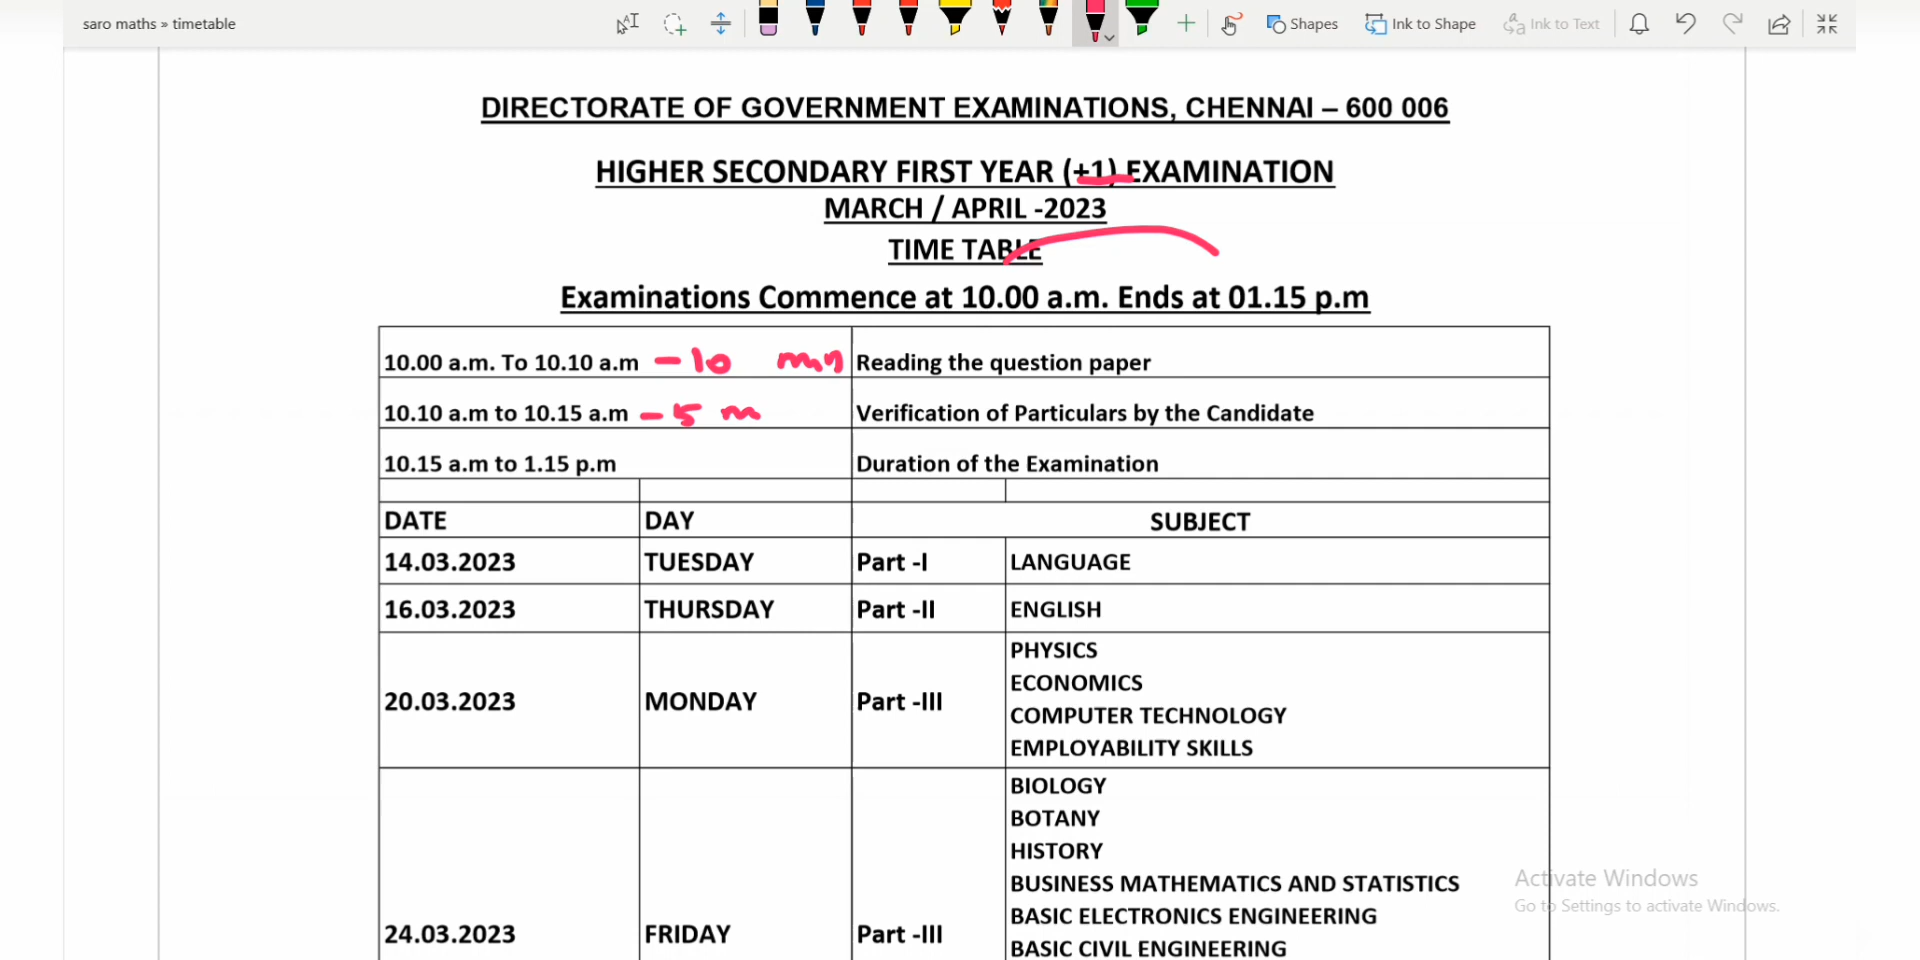 saro maths » timetable
Shapes
Ink to Shape
Ink to Text
DIRECTORATE OF GOVERNMENT EXAMINATIONS, CHENNAI – 600 006
HIGHER SECONDARY FIRST YEAR (+1) EXAMINATION
MARCH / APRIL -2023
TIME TABLE
Examinations Commence at 10.00 a.m. Ends at 01.15 p.m
10.00 a.m. To 10.10 a.m - 10 min Reading the question paper
10.10 a.m to 10.15 a.m - 5 m Verification of Particulars by the Candidate
10.15 a.m to 1.15 p.m Duration of the Examination
DATE DAY SUBJECT
14.03.2023 TUESDAY Part -I LANGUAGE
16.03.2023 THURSDAY Part -II ENGLISH
20.03.2023 MONDAY Part -III PHYSICS
ECONOMICS
COMPUTER TECHNOLOGY
EMPLOYABILITY SKILLS
24.03.2023 FRIDAY Part -III BIOLOGY
BOTANY
HISTORY
BUSINESS MATHEMATICS AND STATISTICS
BASIC ELECTRONICS ENGINEERING
BASIC CIVIL ENGINEERING
Activate Windows
Go to Settings to activate Windows.